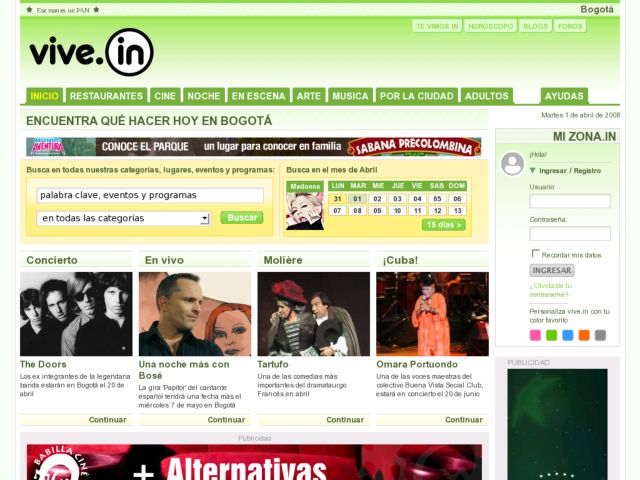 ★ Ese man es un PAN ★
Bogotá
TE VIMOS IN
HORÓSCOPO
BLOGS
FOROS
vive.in
INICIO
RESTAURANTES
CINE
NOCHE
EN ESCENA
ARTE
MUSICA
POR LA CIUDAD
ADULTOS
AYUDAS
ENCUENTRA QUÉ HACER HOY EN BOGOTÁ
Martes 1 de abril de 2008
MUNDO AVENTURA
CONOCE EL PARQUE
un lugar para conocer en familia
SABANA PRECOLOMBINA
MI ZONA.IN
¡Hola!
Ingresar / Registro
Usuario:
Contraseña:
Recordar mis datos
INGRESAR
¿Olvidaste tu
contraseña?
Personaliza vive.in con tu
color favorito
Busca en todas nuestras categorías, lugares, eventos y programas:
palabra clave, eventos y programas
en todas las categorías
Buscar
Busca en el mes de Abril
Madonna
LUN MAR MIE JUE VIE SAB DOM
31 01 02 03 04 05 06
07 08 09 10 11 12 13
15 días >
Concierto
The Doors
Los ex integrantes de la legendaria
banda estarán en Bogotá el 20 de
abril
Continuar
En vivo
Una noche más con
Bosé
La gira 'Papitor' del cantante
español tendrá una fecha más el
miércoles 7 de mayo en Bogotá
Continuar
Molière
Tartufo
Una de las comedias más
importantes del dramaturgo
Francés en abril
Continuar
¡Cuba!
Omara Portuondo
Una de las voces maestras del
colectivo Buena Vista Social Club,
estará en concierto el 20 de junio
Continuar
PUBLICIDAD
Publicidad
BABILLA CINE
+ Alternativas